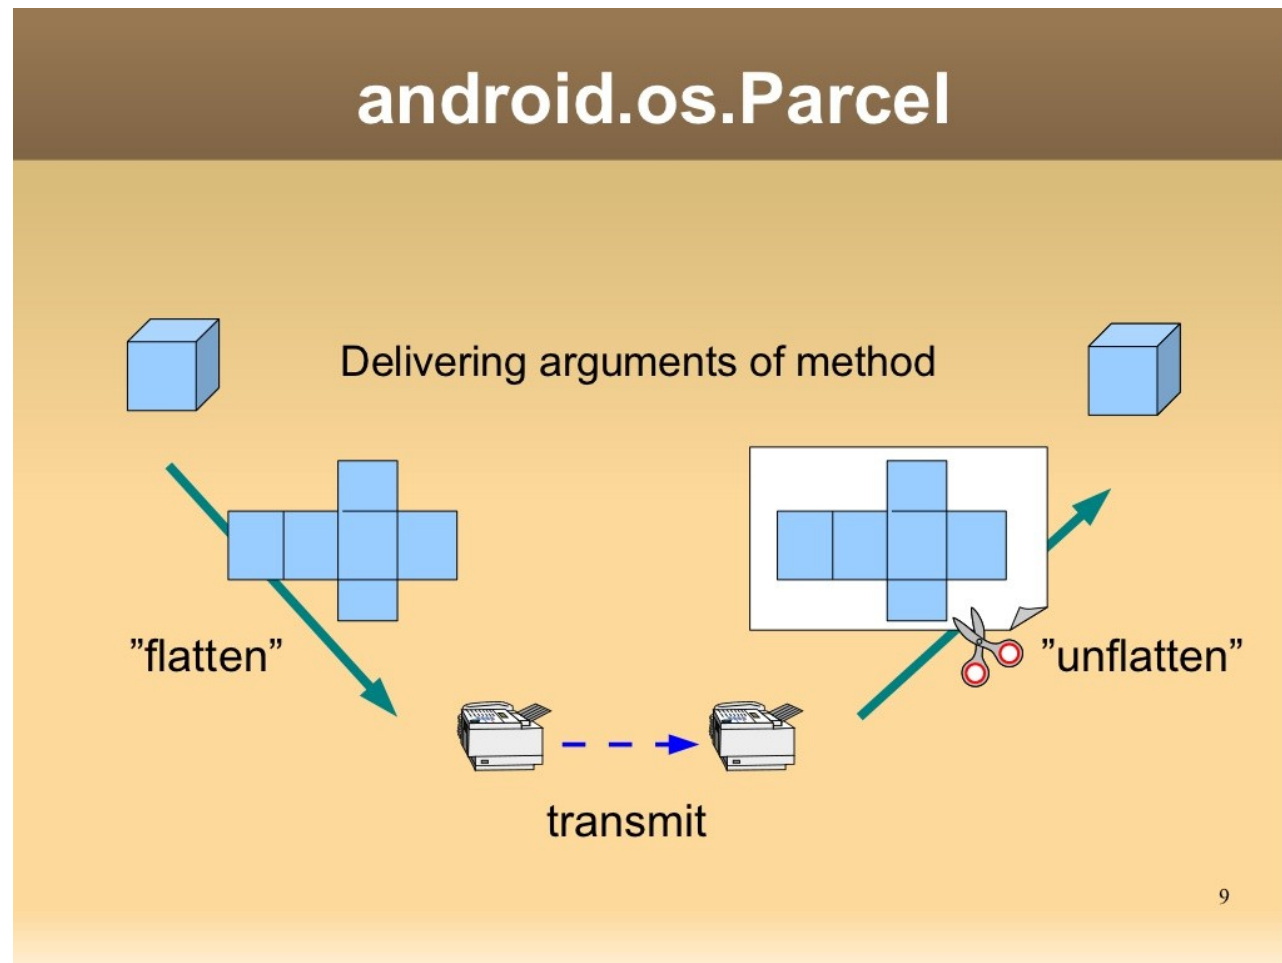 android.os.Parcel
Delivering arguments of method
”flatten”
”unflatten”
transmit
9